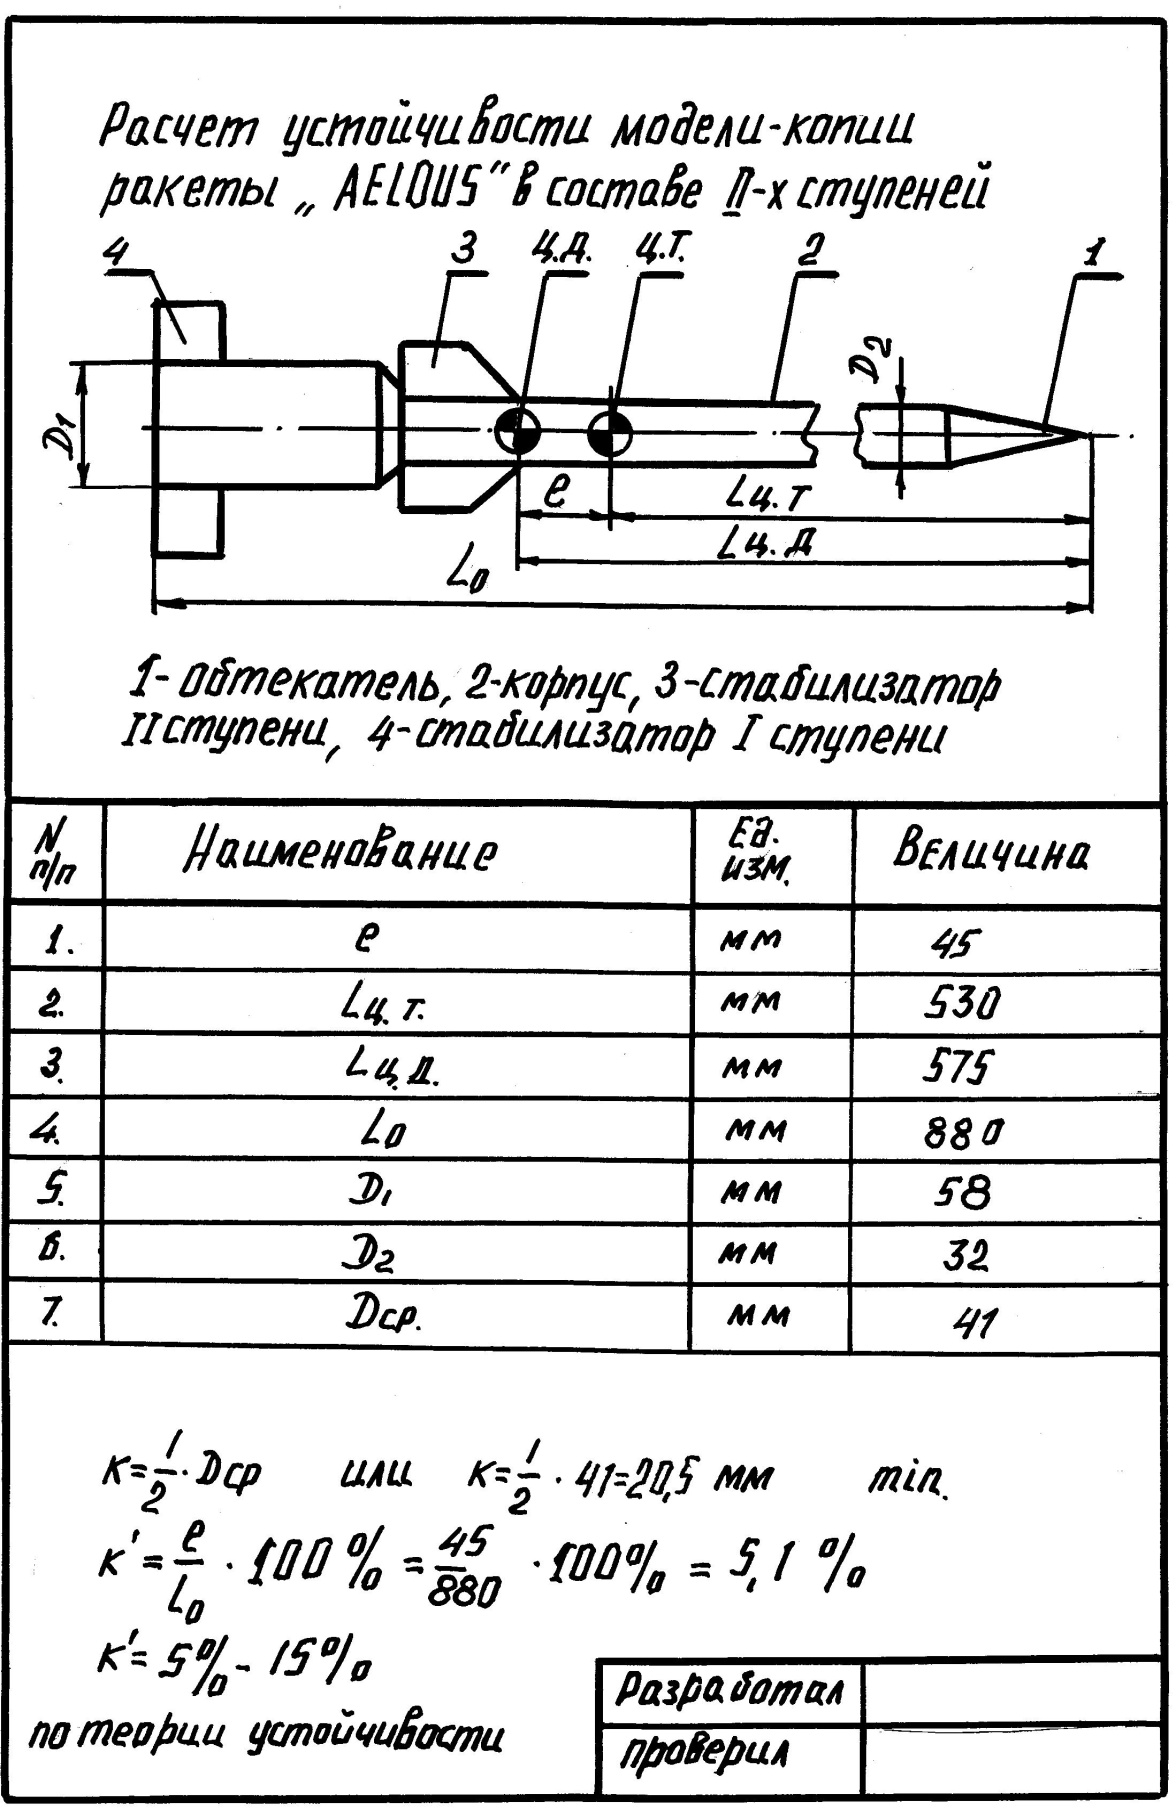 Расчет устойчивости модели-копии
ракеты „AELOUS" в составе II-х ступеней
4 3 ц.д. ц.т. 2 1
D2
D1
e Lц.т
Lц.д
L0
1-обтекатель, 2-корпус, 3-стабилизатор
II ступени, 4-стабилизатор I ступени
N п/п Наименование Ед. изм. Величина
1. e мм 45
2. Lц.т. мм 530
3. Lц.д. мм 575
4. L0 мм 880
5. D1 мм 58
6. D2 мм 32
7. Dср. мм 41
к=1/2·Dср или к=1/2·41=20,5 мм min.
к'=e/L0·100%=45/880·100%=5,1%
к'=5%-15%
по теории устойчивости
Разработал
проверил